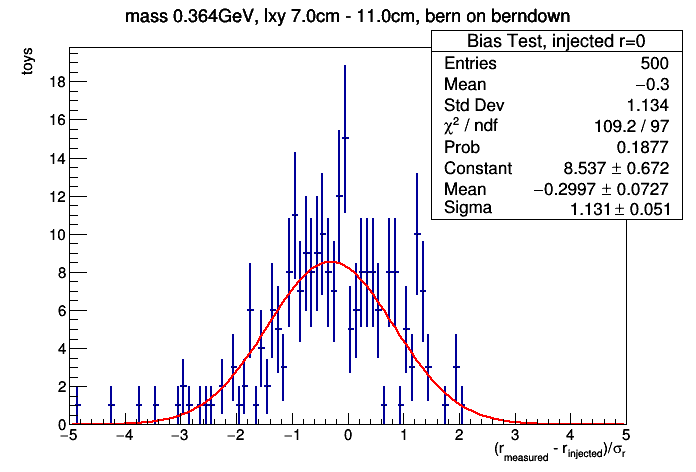 mass 0.364GeV, lxy 7.0cm - 11.0cm, bern on berndown
Bias Test, injected r=0
Entries 500
Mean −0.3
Std Dev 1.134
χ² / ndf 109.2 / 97
Prob 0.1877
Constant 8.537 ± 0.672
Mean −0.2997 ± 0.0727
Sigma 1.131 ± 0.051
toys
18
16
14
12
10
8
6
4
2
0
−5 −4 −3 −2 −1 0 1 2 3 4 5
(r_measured - r_injected)/σ_r